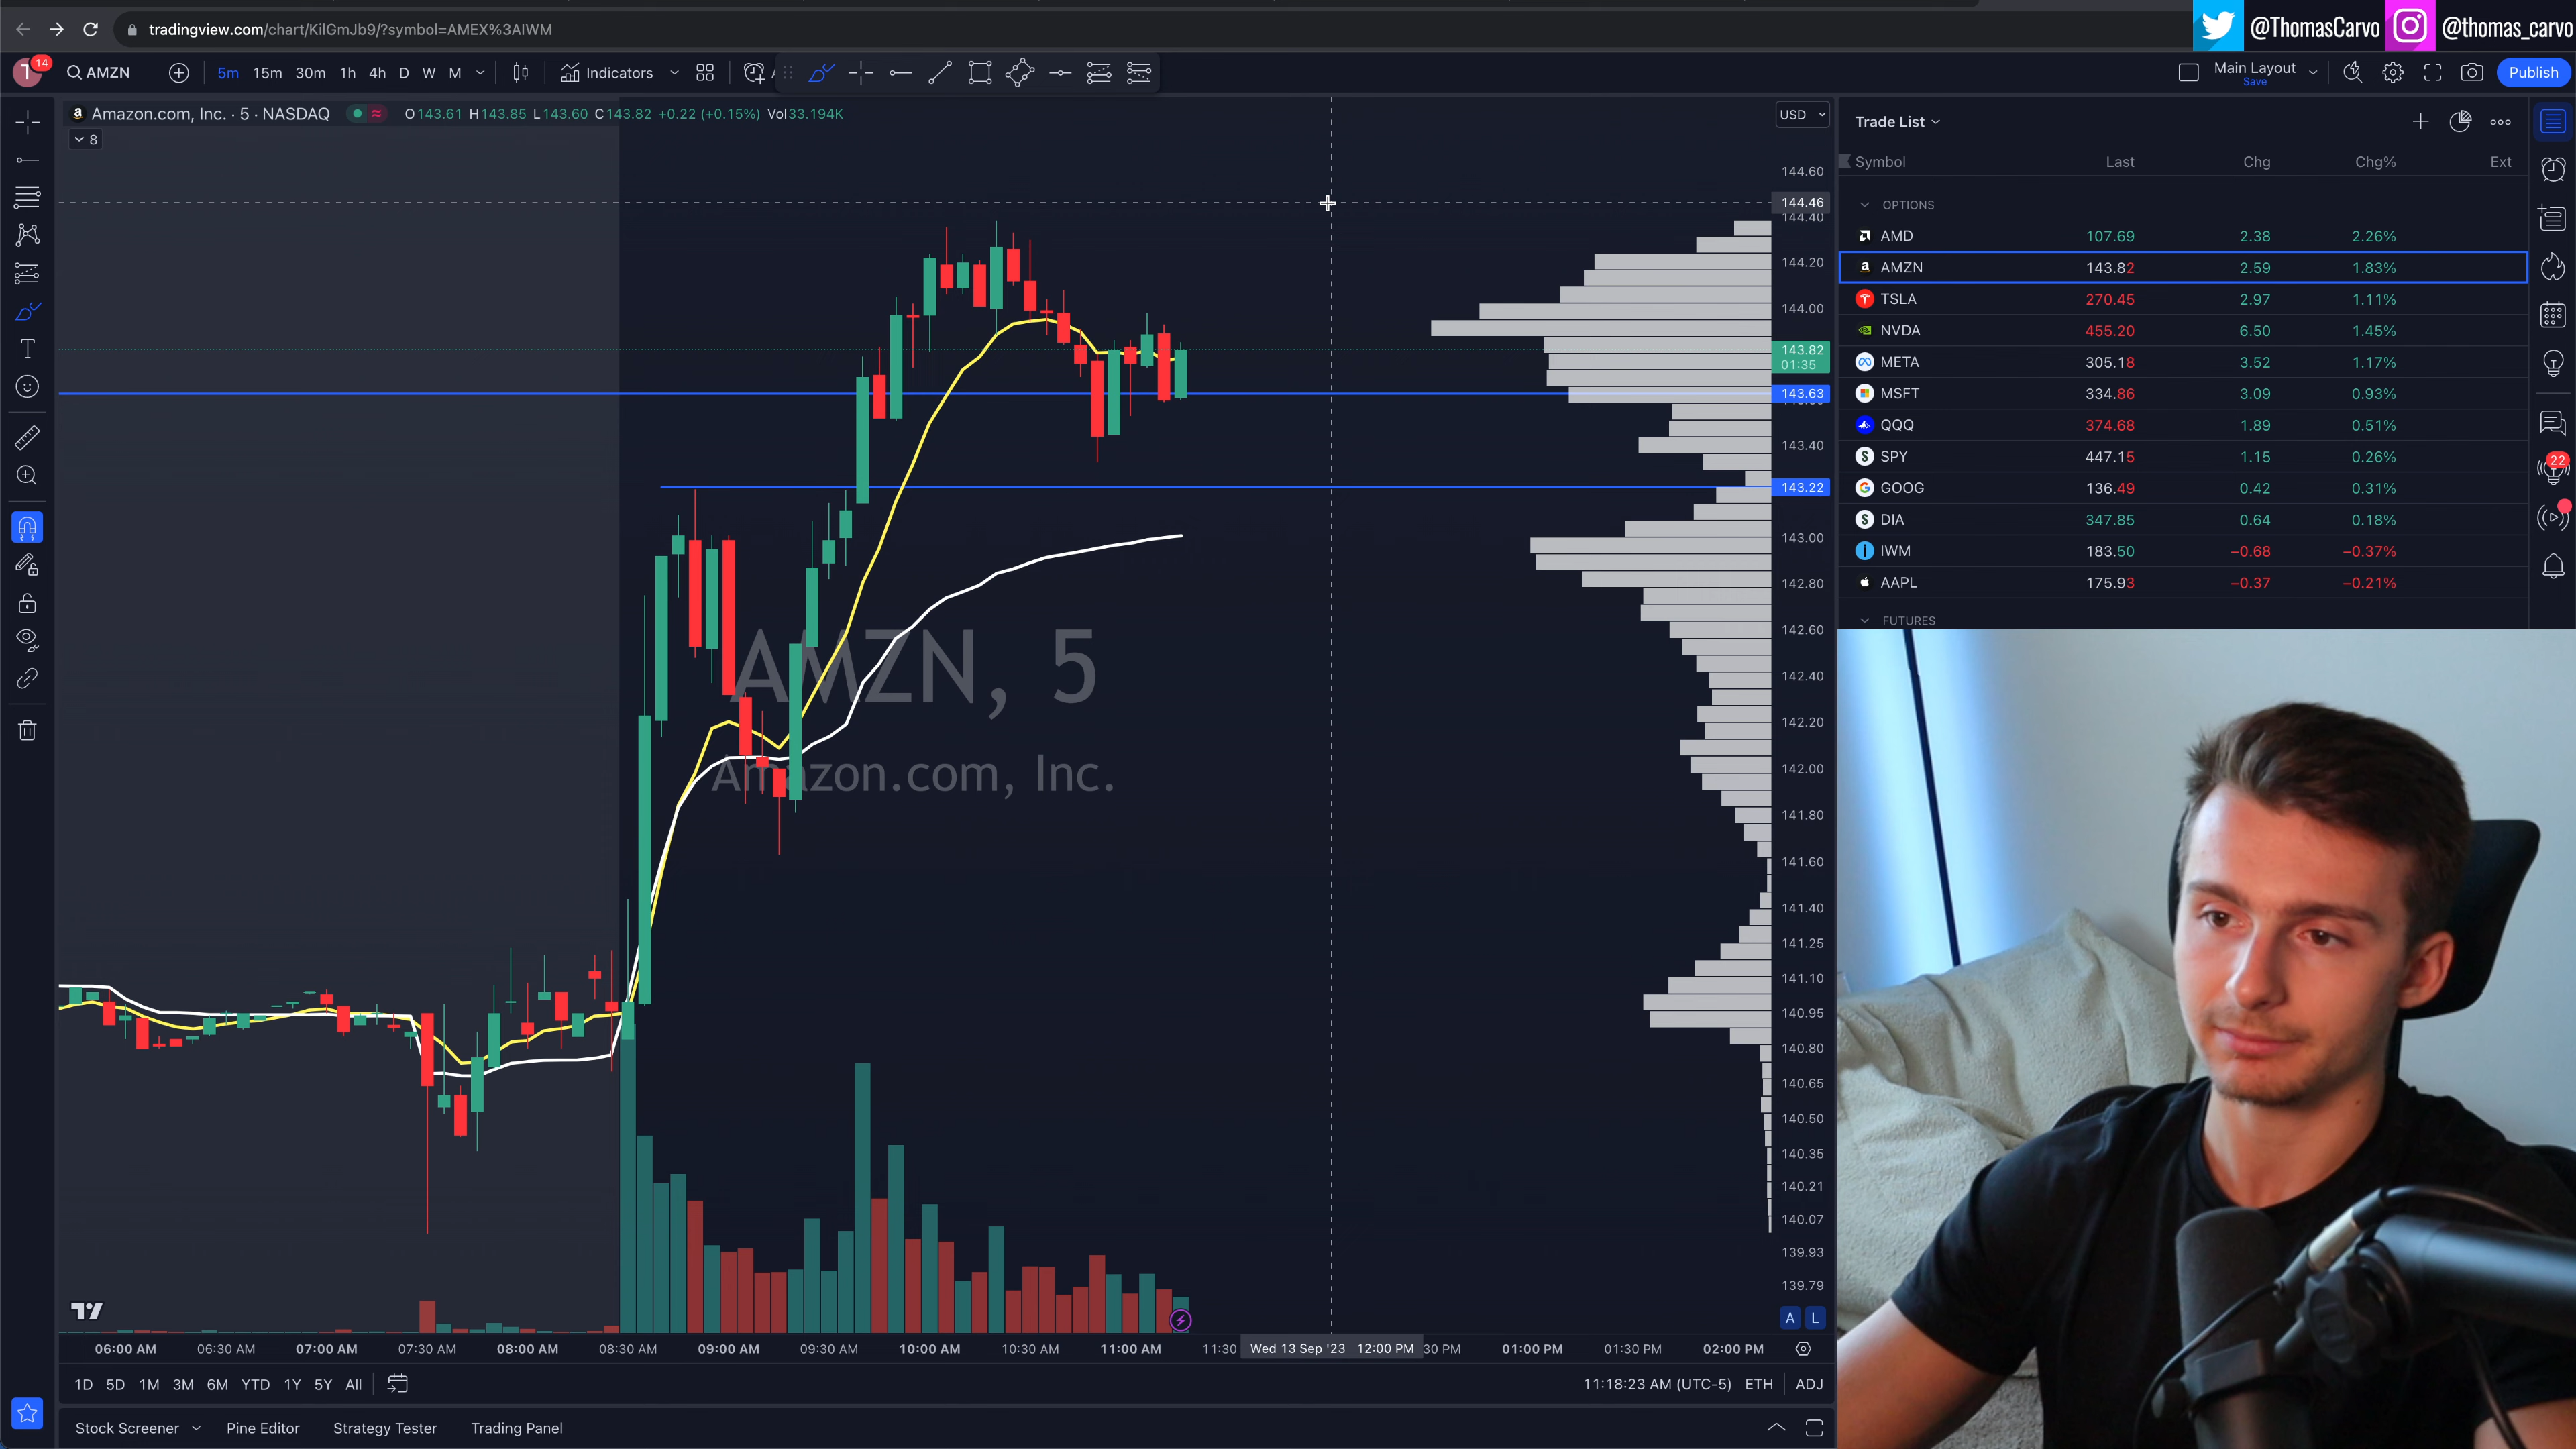 tradingview.com/chart/KilGmJb9/?symbol=AMEX%3AIWM
@ThomasCarvo @thomas_carvo
T 14 AMZN 5m 15m 30m 1h 4h D W M Indicators Main Layout Save Publish
a Amazon.com, Inc. · 5 · NASDAQ O143.61 H143.85 L143.60 C143.82 +0.22 (+0.15%) Vol33.194K USD
8
Trade List
Symbol Last Chg Chg% Ext
OPTIONS
AMD 107.69 2.38 2.26%
a AMZN 143.82 2.59 1.83%
TSLA 270.45 2.97 1.11%
NVDA 455.20 6.50 1.45%
META 305.18 3.52 1.17%
MSFT 334.86 3.09 0.93%
QQQ 374.68 1.89 0.51%
S SPY 447.15 1.15 0.26%
G GOOG 136.49 0.42 0.31%
S DIA 347.85 0.64 0.18%
i IWM 183.50 −0.68 −0.37%
AAPL 175.93 −0.37 −0.21%
FUTURES
22
144.60
144.46
144.40
144.20
144.00
143.82
01:35
143.63
143.40
143.22
143.00
142.80
142.60
142.40
142.20
142.00
141.80
141.60
141.40
141.25
141.10
140.95
140.80
140.65
140.50
140.35
140.21
140.07
139.93
139.79
A L
AMZN, 5
Amazon.com, Inc.
06:00 AM 06:30 AM 07:00 AM 07:30 AM 08:00 AM 08:30 AM 09:00 AM 09:30 AM 10:00 AM 10:30 AM 11:00 AM 11:30 Wed 13 Sep '23 12:00 PM 30 PM 01:00 PM 01:30 PM 02:00 PM
1D 5D 1M 3M 6M YTD 1Y 5Y All 11:18:23 AM (UTC-5) ETH ADJ
Stock Screener Pine Editor Strategy Tester Trading Panel